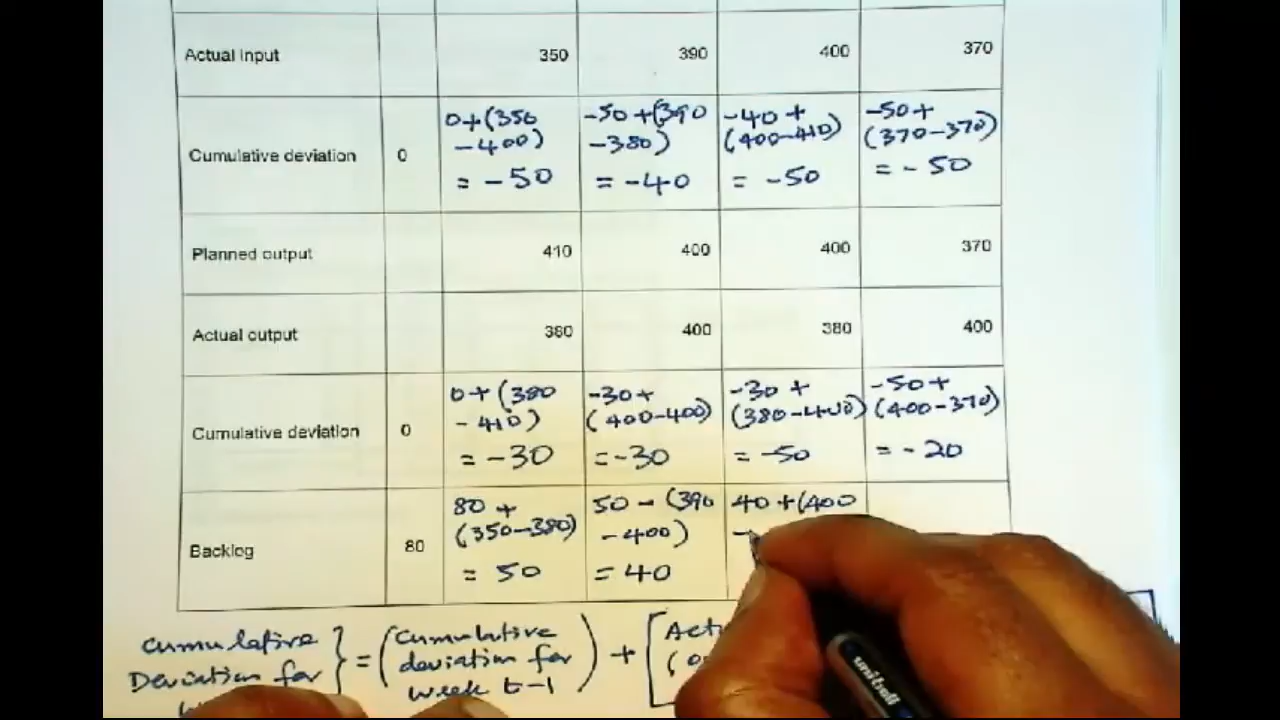 Actual input 350 390 400 370
0+(350 -50+(390 -40+ -50+
-400) -380) (400-410) (370-370)
Cumulative deviation 0
= -50 = -40 = -50 = -50
Planned output 410 400 400 370
Actual output 380 400 380 400
0+(380 -30+ -30+ -50+
-410) (400-400) (380-400) (400-370)
Cumulative deviation 0
= -30 =-30 = -50 = -20
80+ 50-(390 40+(400
(350-380) -400)
Backlog 80
= 50 = 40
Cumulative } = (Cumulative ) + [
Deviation for deviation for
week t-1
uniball